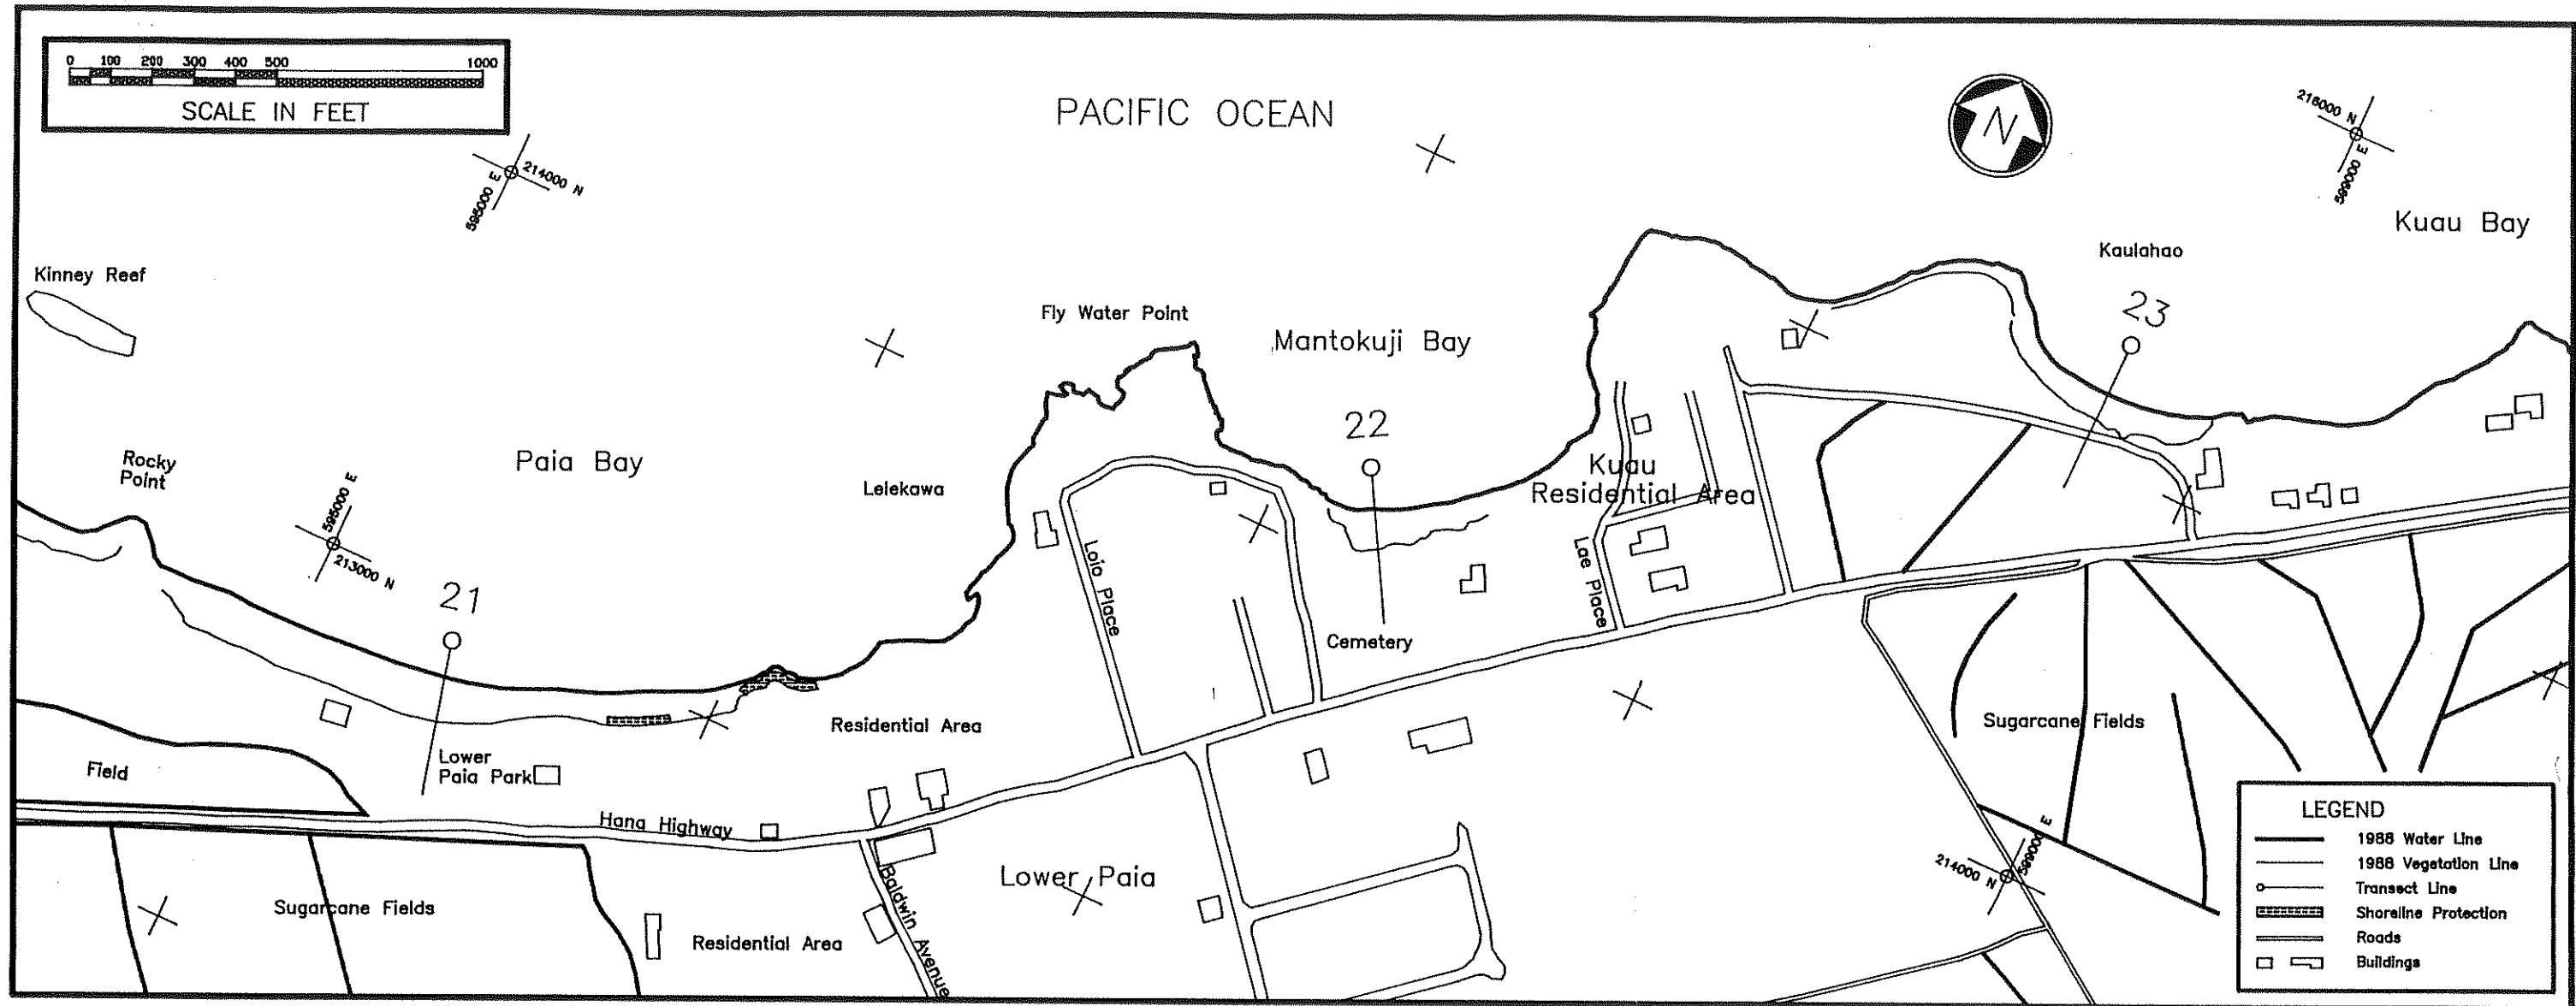 0 100 200 300 400 500 1000
SCALE IN FEET
PACIFIC OCEAN
N
216000 N
599000 E
595000 E
214000 N
Kuau Bay
Kaulahao
Kinney Reef
23
Fly Water Point
Mantokuji Bay
22
Rocky
Point
Paia Bay
Lelekawa
Kuau
Residential Area
595000 E
213000 N
21
Loio Place
Lae Place
Cemetery
Residential Area
Sugarcane Fields
Lower
Paia Park
Field
Hana Highway
Lower Paia
Baldwin Avenue
214000 N
599000 E
Sugarcane Fields
Residential Area
LEGEND
1988 Water Line
1988 Vegetation Line
Transect Line
Shoreline Protection
Roads
Buildings